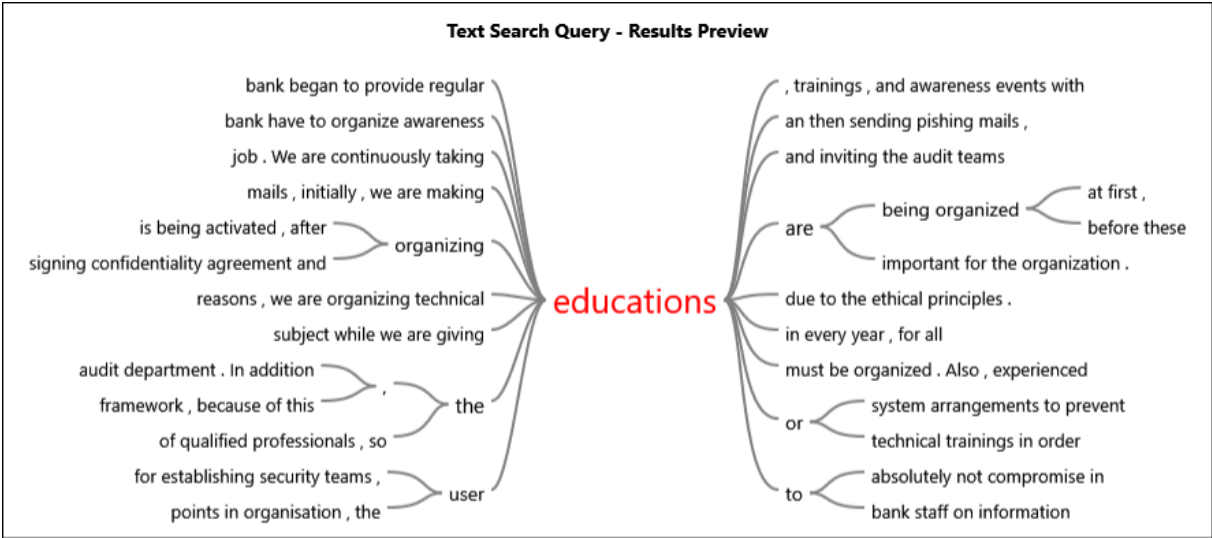 Text Search Query - Results Preview
bank began to provide regular
bank have to organize awareness
job . We are continuously taking
mails , initially , we are making
is being activated , after
signing confidentiality agreement and
organizing
reasons , we are organizing technical
subject while we are giving
audit department . In addition
framework , because of this
,
of qualified professionals , so
the
for establishing security teams ,
points in organisation , the
user
educations
, trainings , and awareness events with
an then sending pishing mails ,
and inviting the audit teams
are
being organized
at first ,
before these
important for the organization .
due to the ethical principles .
in every year , for all
must be organized . Also , experienced
or
system arrangements to prevent
technical trainings in order
to
absolutely not compromise in
bank staff on information